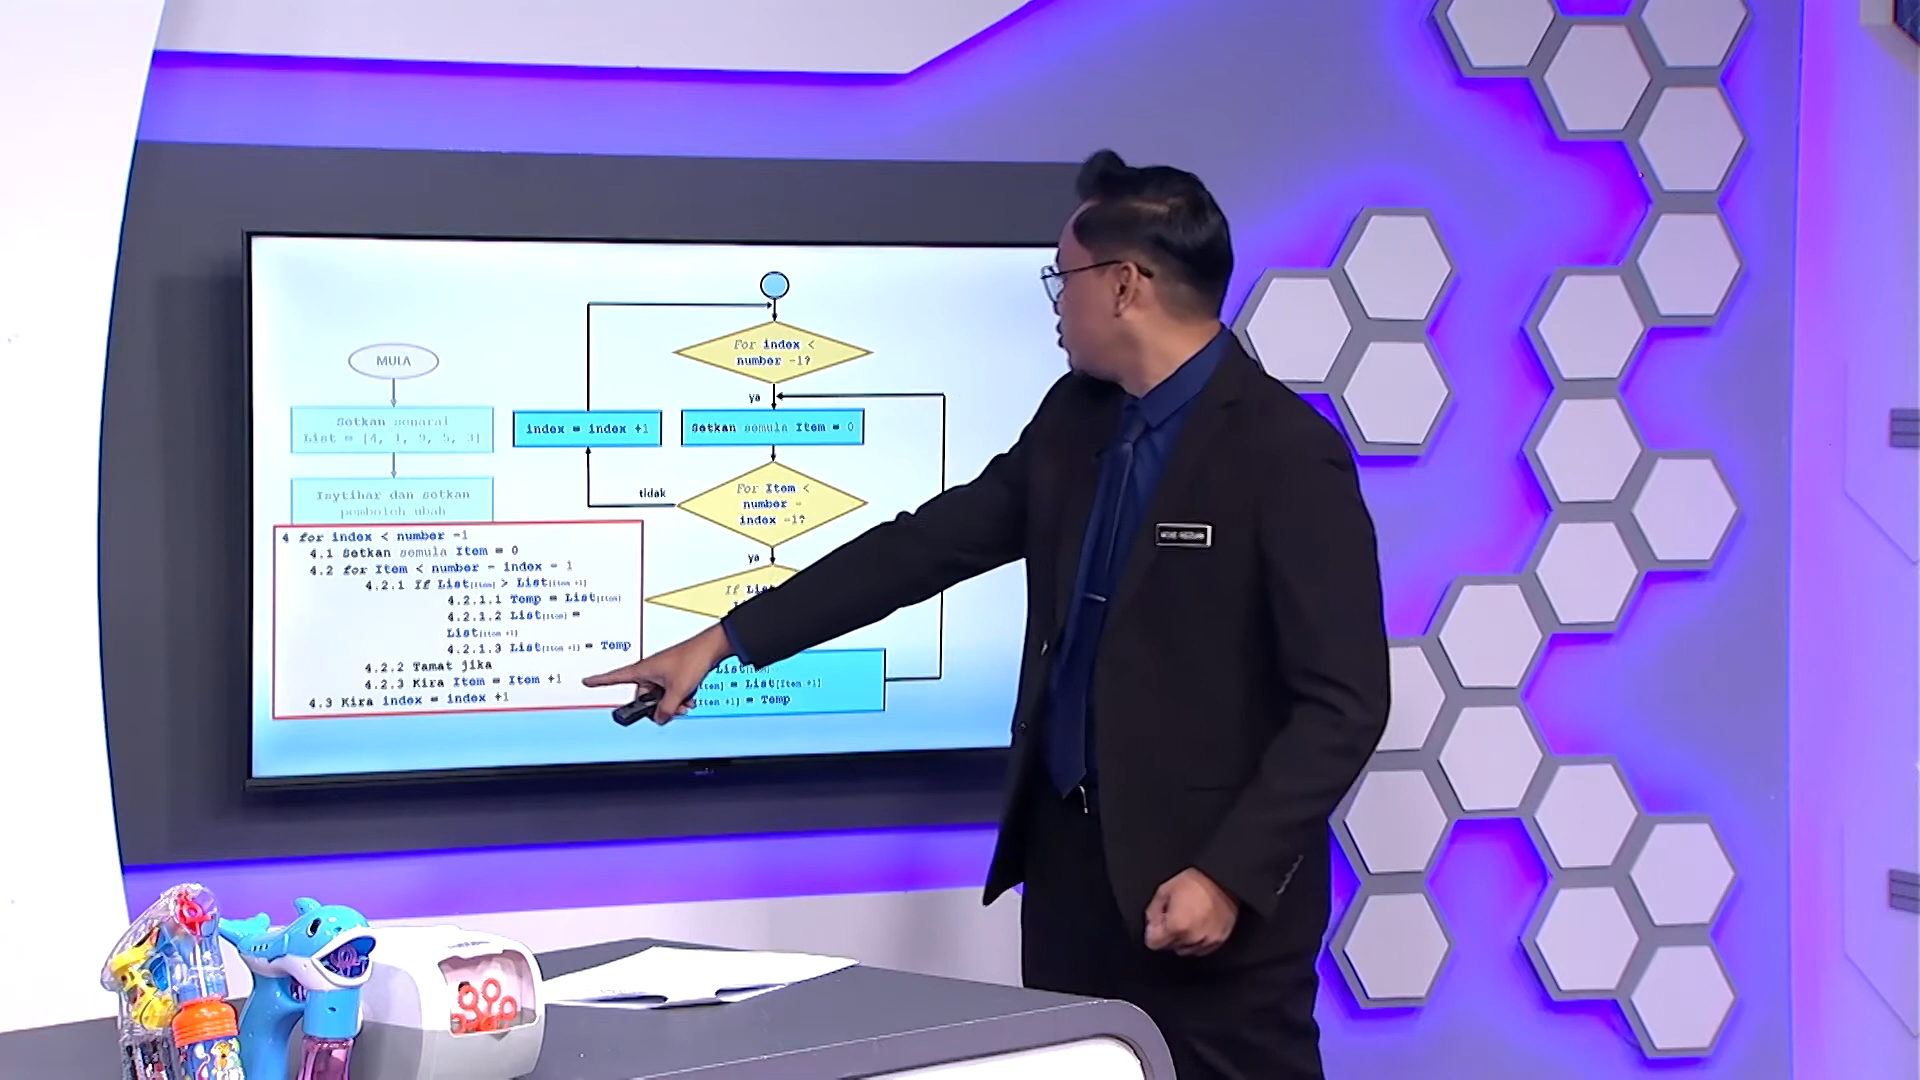 MULA
Setkan senarai
List = [4, 1, 9, 5, 3]
Isytihar dan setkan
pemboleh ubah
4 for index < number -1
4.1 Setkan semula Item = 0
4.2 for Item < number - index - 1
4.2.1 If List[Item] > List[Item +1]
4.2.1.1 Temp = List[Item]
4.2.1.2 List[Item] =
List[Item +1]
4.2.1.3 List[Item +1] = Temp
4.2.2 Tamat jika
4.2.3 Kira Item = Item +1
4.3 Kira index = index +1
index = index +1
For index <
number -1?
ya
Setkan semula Item = 0
For Item <
number -
index -1?
tidak
ya
If List
List[Item]
[Item] = List[Item +1]
[Item +1] = Temp